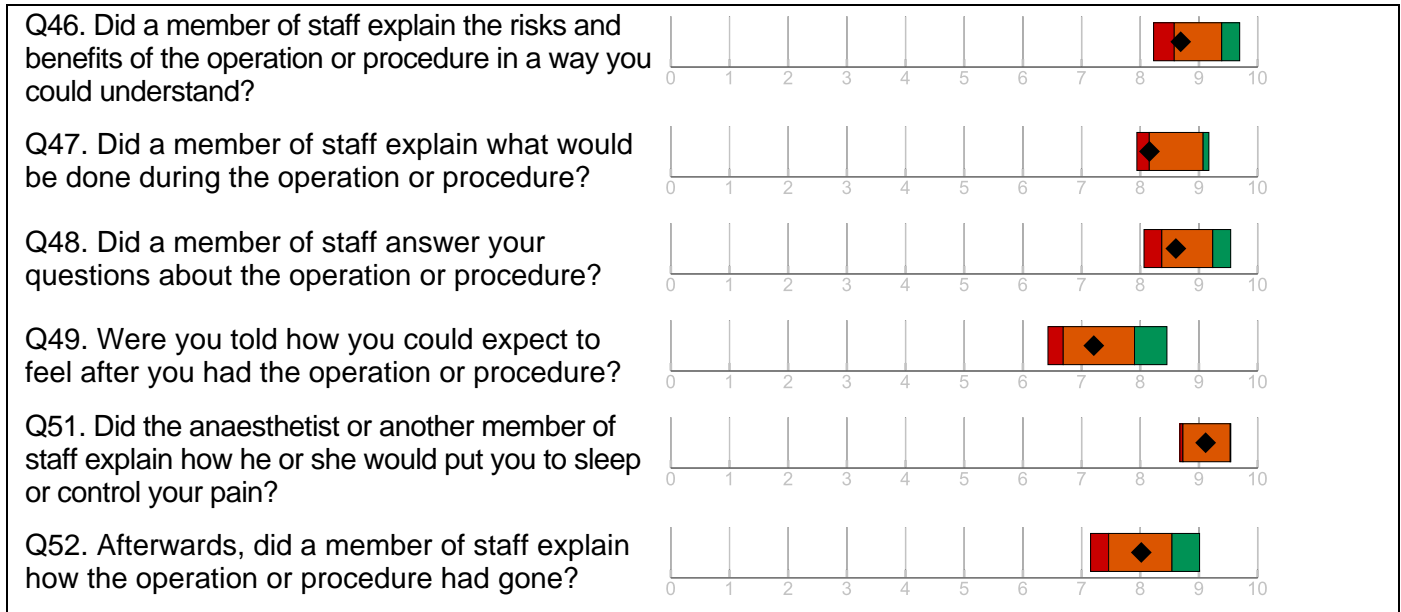 Q46. Did a member of staff explain the risks and
benefits of the operation or procedure in a way you
could understand?
0 1 2 3 4 5 6 7 8 9 10
Q47. Did a member of staff explain what would
be done during the operation or procedure?
0 1 2 3 4 5 6 7 8 9 10
Q48. Did a member of staff answer your
questions about the operation or procedure?
0 1 2 3 4 5 6 7 8 9 10
Q49. Were you told how you could expect to
feel after you had the operation or procedure?
0 1 2 3 4 5 6 7 8 9 10
Q51. Did the anaesthetist or another member of
staff explain how he or she would put you to sleep
or control your pain?
0 1 2 3 4 5 6 7 8 9 10
Q52. Afterwards, did a member of staff explain
how the operation or procedure had gone?
0 1 2 3 4 5 6 7 8 9 10